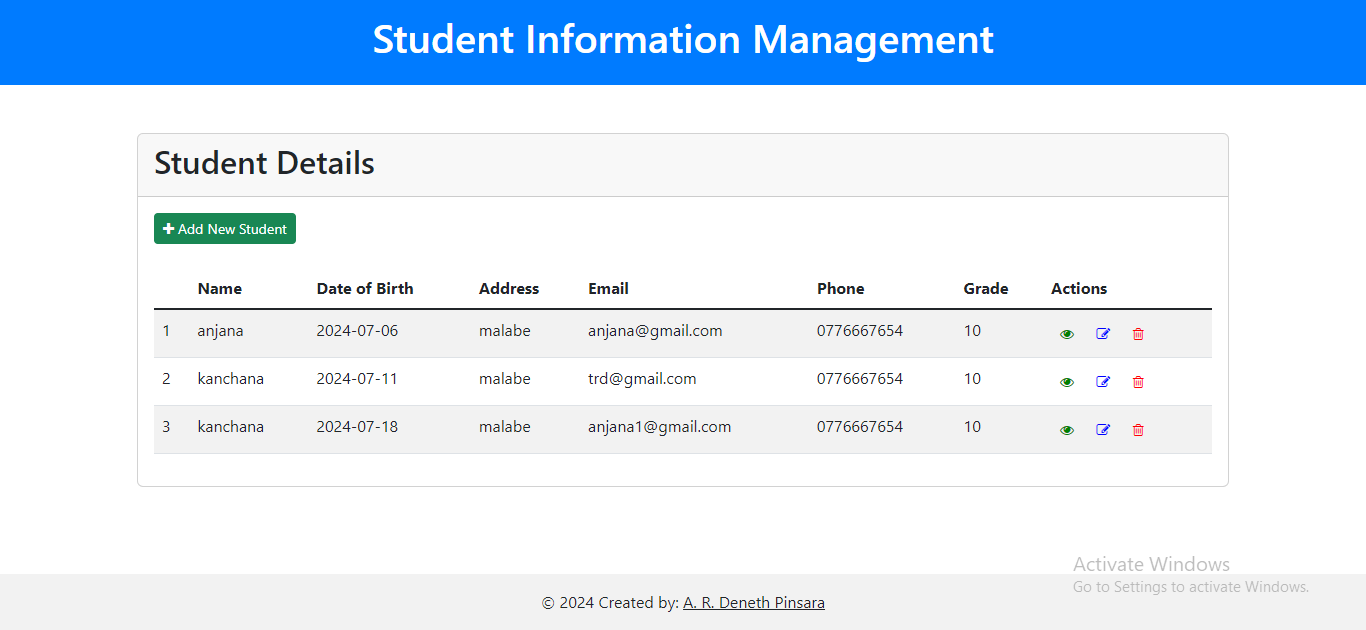 Student Information Management
Student Details
Add New Student
Name Date of Birth Address Email Phone Grade Actions
1 anjana 2024-07-06 malabe anjana@gmail.com 0776667654 10
2 kanchana 2024-07-11 malabe trd@gmail.com 0776667654 10
3 kanchana 2024-07-18 malabe anjana1@gmail.com 0776667654 10
Activate Windows
Go to Settings to activate Windows.
© 2024 Created by: A. R. Deneth Pinsara